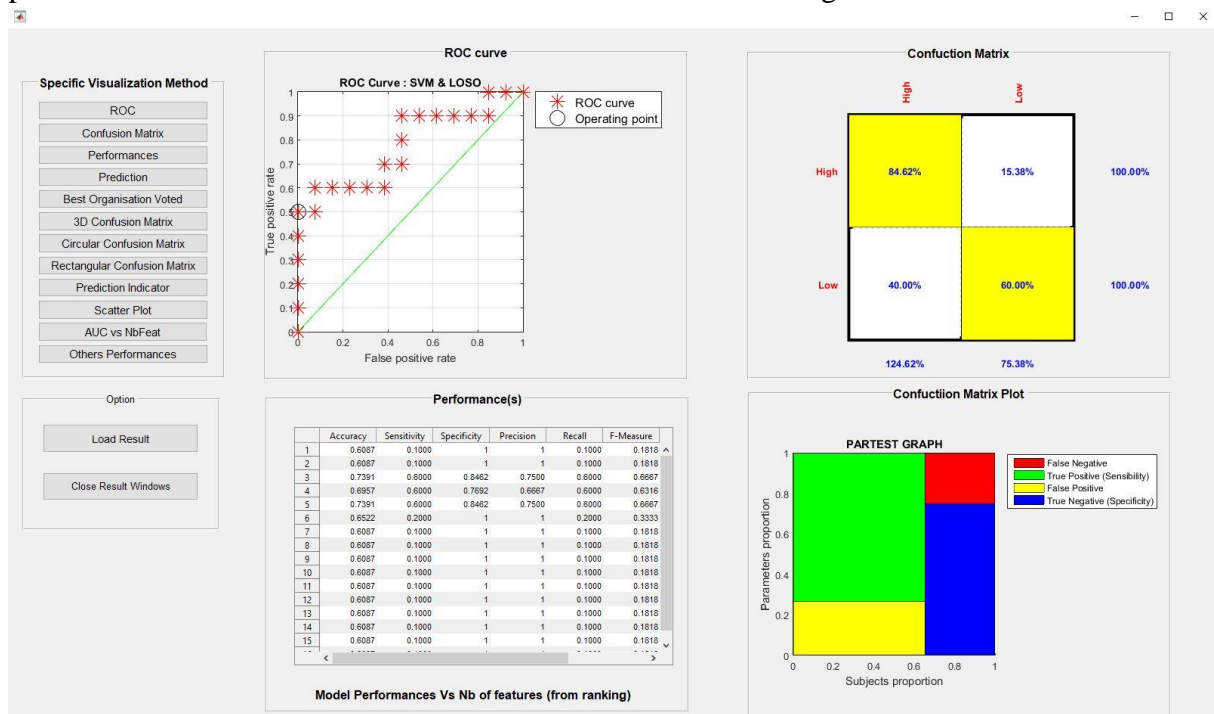 ROC curve
Confuction Matrix
Specific Visualization Method
ROC
Confusion Matrix
Performances
Prediction
Best Organisation Voted
3D Confusion Matrix
Circular Confusion Matrix
Rectangular Confusion Matrix
Prediction Indicator
Scatter Plot
AUC vs NbFeat
Others Performances
ROC Curve : SVM & LOSO
ROC curve
Operating point
True positive rate
1
0.9
0.8
0.7
0.6
0.5
0.4
0.3
0.2
0.1
0
0 0.2 0.4 0.6 0.8 1
False positive rate
High Low
High 84.62% 15.38% 100.00%
Low 40.00% 60.00% 100.00%
124.62% 75.38%
Option
Load Result
Close Result Windows
Performance(s)
Accuracy Sensitivity Specificity Precision Recall F-Measure
1 0.6087 0.1000 1 1 0.1000 0.1818
2 0.6087 0.1000 1 1 0.1000 0.1818
3 0.7391 0.6000 0.8462 0.7500 0.6000 0.6667
4 0.6957 0.6000 0.7692 0.6667 0.6000 0.6316
5 0.7391 0.6000 0.8462 0.7500 0.6000 0.6667
6 0.6522 0.2000 1 1 0.2000 0.3333
7 0.6087 0.1000 1 1 0.1000 0.1818
8 0.6087 0.1000 1 1 0.1000 0.1818
9 0.6087 0.1000 1 1 0.1000 0.1818
10 0.6087 0.1000 1 1 0.1000 0.1818
11 0.6087 0.1000 1 1 0.1000 0.1818
12 0.6087 0.1000 1 1 0.1000 0.1818
13 0.6087 0.1000 1 1 0.1000 0.1818
14 0.6087 0.1000 1 1 0.1000 0.1818
15 0.6087 0.1000 1 1 0.1000 0.1818
Model Performances Vs Nb of features (from ranking)
Confuctiion Matrix Plot
PARTEST GRAPH
False Negative
True Positive (Sensibility)
False Positive
True Negative (Specificity)
Parameters proportion
1
0.8
0.6
0.4
0.2
0
0 0.2 0.4 0.6 0.8 1
Subjects proportion